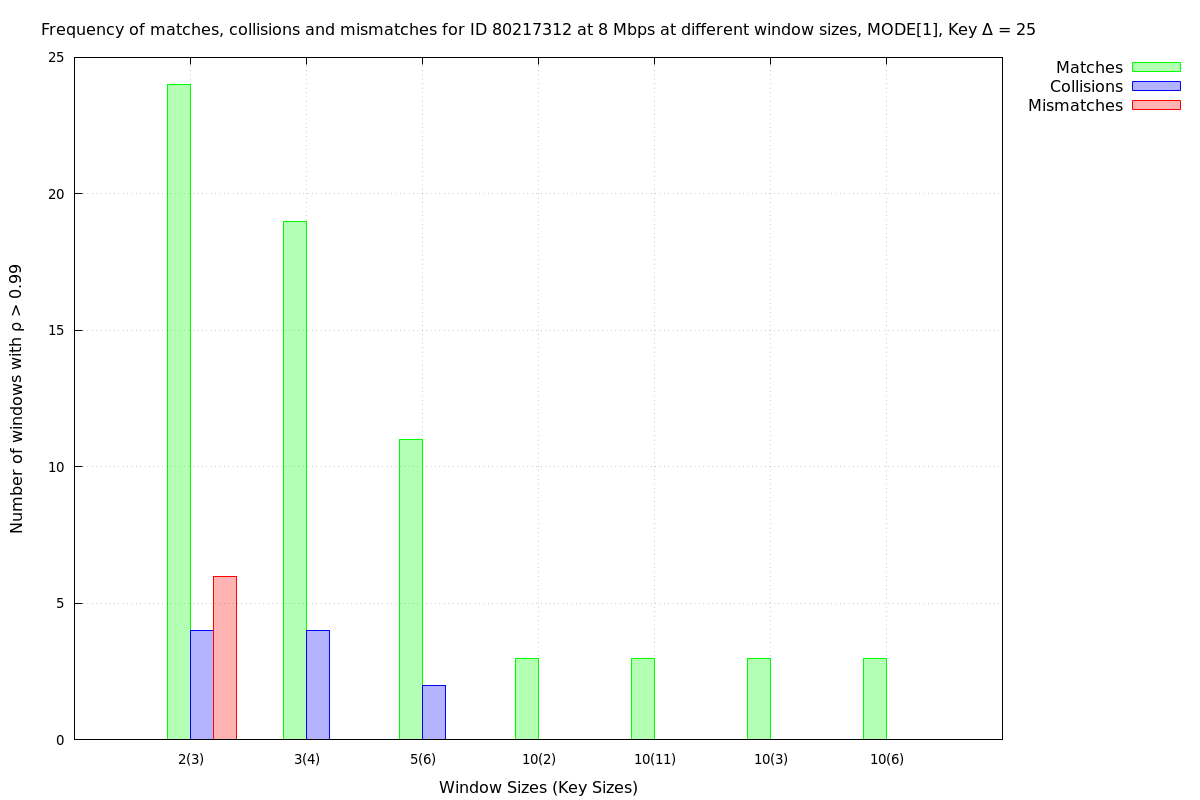 Frequency of matches, collisions and mismatches for ID 80217312 at 8 Mbps at different window sizes, MODE[1], Key Δ = 25
Matches
Collisions
Mismatches
Number of windows with ρ > 0.99
25
20
15
10
5
0
2(3) 3(4) 5(6) 10(2) 10(11) 10(3) 10(6)
Window Sizes (Key Sizes)